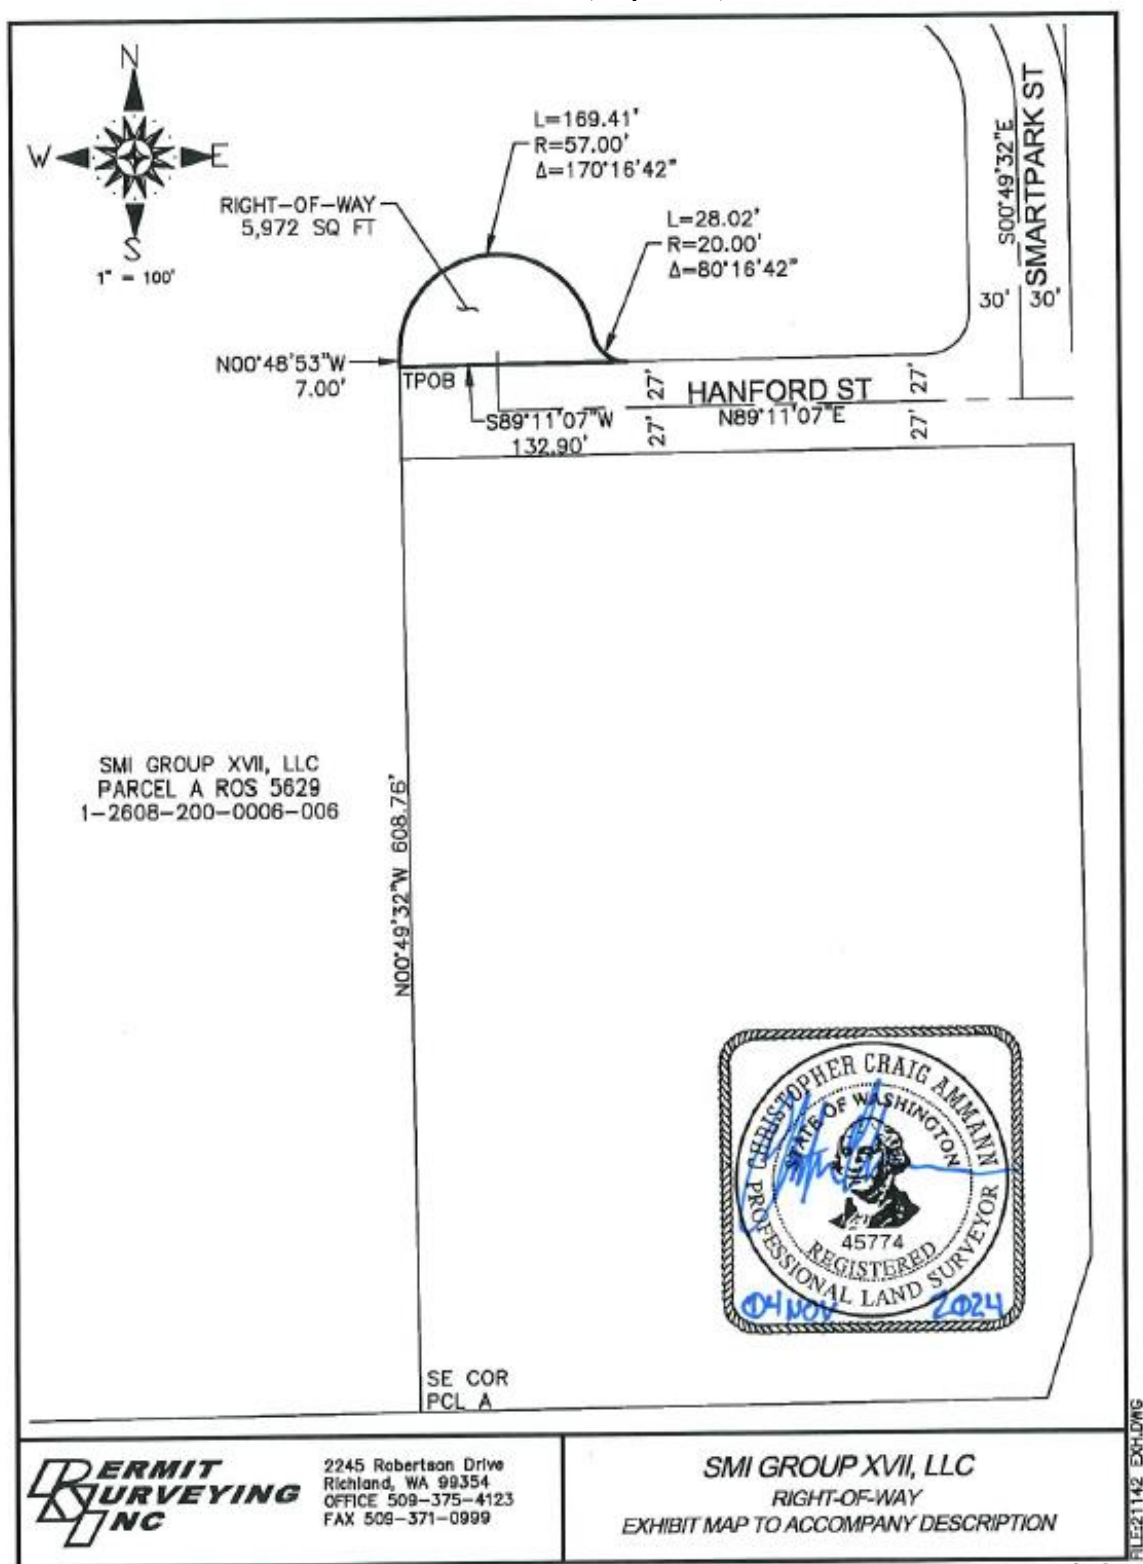 N
W E
S
1" = 100'
L=169.41'
R=57.00'
Δ=170°16'42"
RIGHT-OF-WAY
5,972 SQ FT
L=28.02'
R=20.00'
Δ=80°16'42"
S00°49'32"E
SMARTPARK ST
30' 30'
N00°48'53"W
7.00'
TPOB
S89°11'07"W
132.90'
27' 27'
HANFORD ST
N89°11'07"E
27' 27'
SMI GROUP XVII, LLC
PARCEL A ROS 5629
1-2608-200-0006-006
N00°49'32"W 608.76'
CHRISTOPHER CRAIG AMMANN
STATE OF WASHINGTON
45774
REGISTERED
PROFESSIONAL LAND SURVEYOR
04 NOV 2024
SE COR
PCL A
PERMIT
SURVEYING
INC
2245 Robertson Drive
Richland, WA 99354
OFFICE 509-375-4123
FAX 509-371-0999
SMI GROUP XVII, LLC
RIGHT-OF-WAY
EXHIBIT MAP TO ACCOMPANY DESCRIPTION
FILE:21142 EXH.DWG